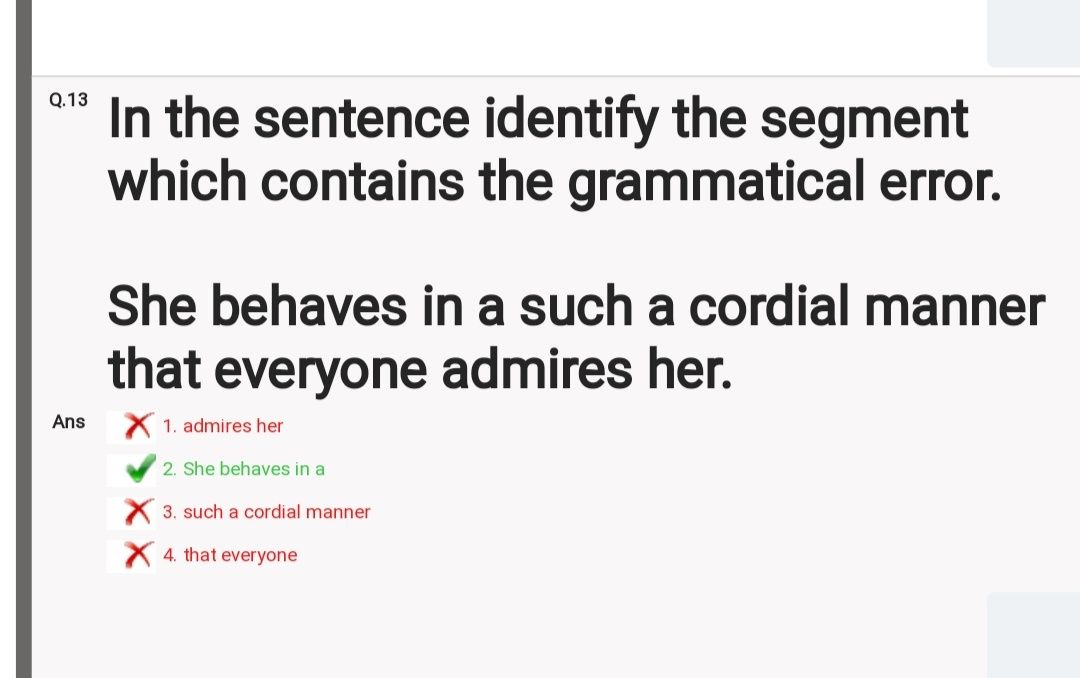 Q.13 In the sentence identify the segment
which contains the grammatical error.
She behaves in a such a cordial manner
that everyone admires her.
Ans 1. admires her
2. She behaves in a
3. such a cordial manner
4. that everyone